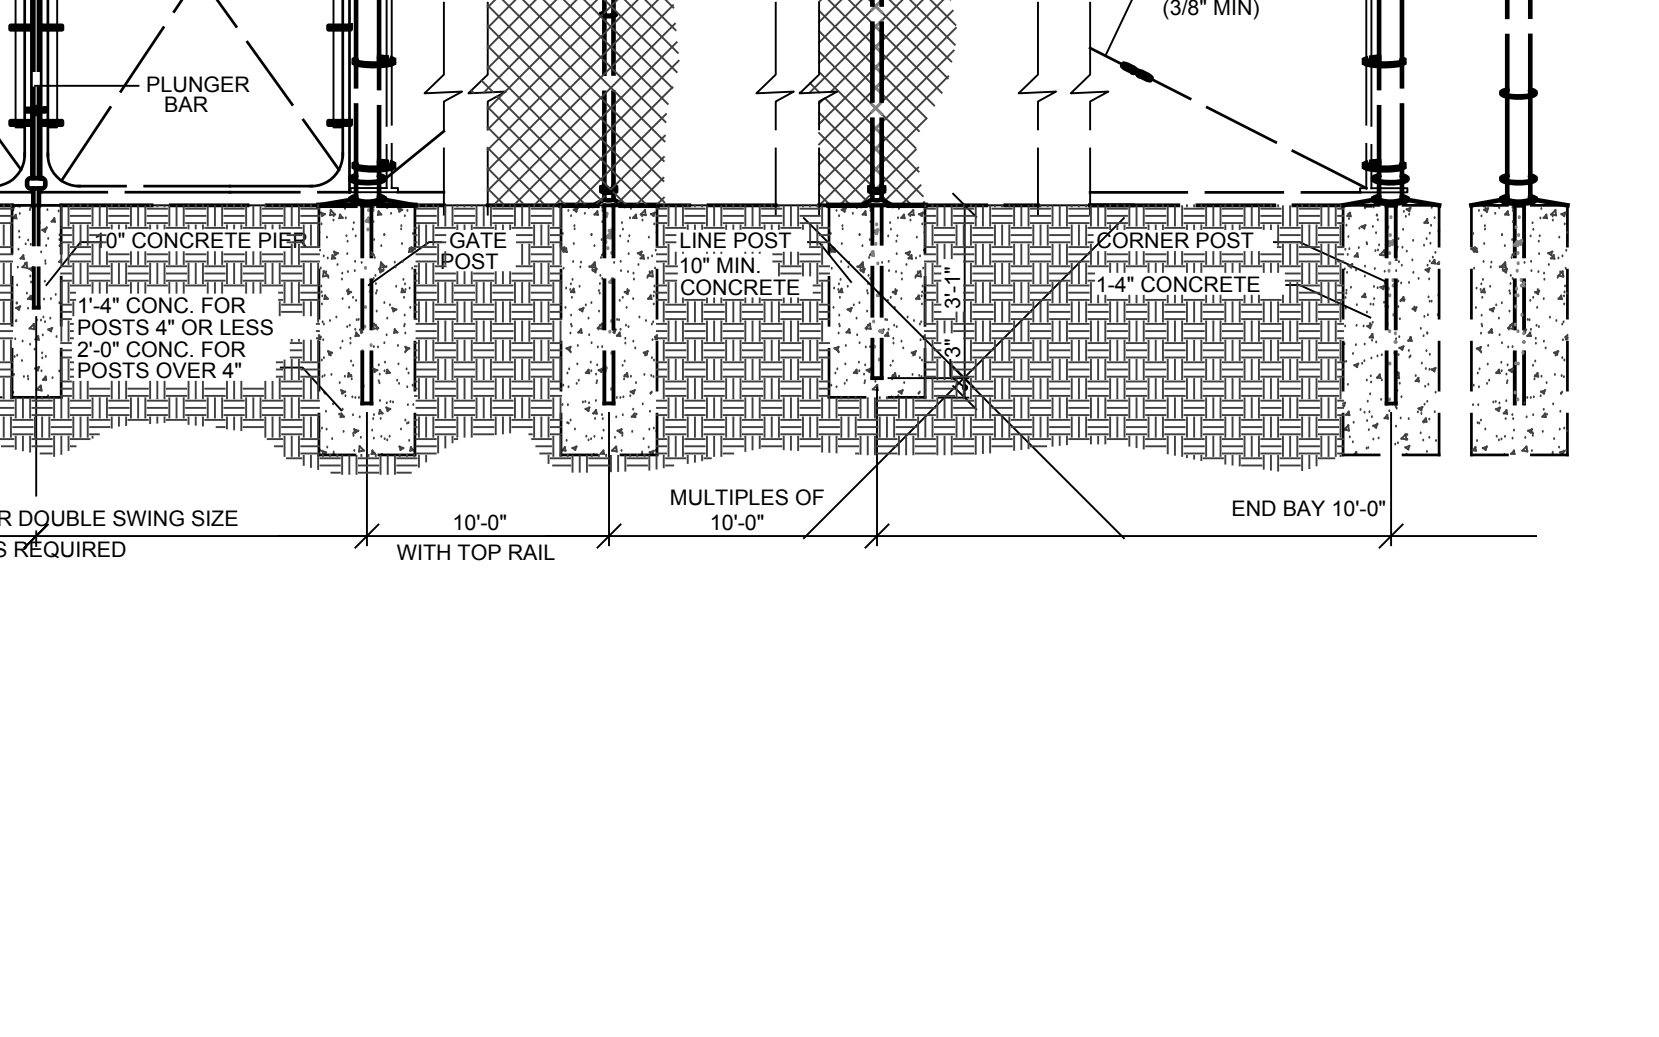 (3/8" MIN)
PLUNGER
BAR
10" CONCRETE PIER
GATE
POST
LINE POST
10" MIN.
CONCRETE
CORNER POST
1-4" CONCRETE
3'-1"
3"
1'-4" CONC. FOR
POSTS 4" OR LESS
2'-0" CONC. FOR
POSTS OVER 4"
R DOUBLE SWING SIZE
S REQUIRED
10'-0"
WITH TOP RAIL
MULTIPLES OF
10'-0"
END BAY 10'-0"